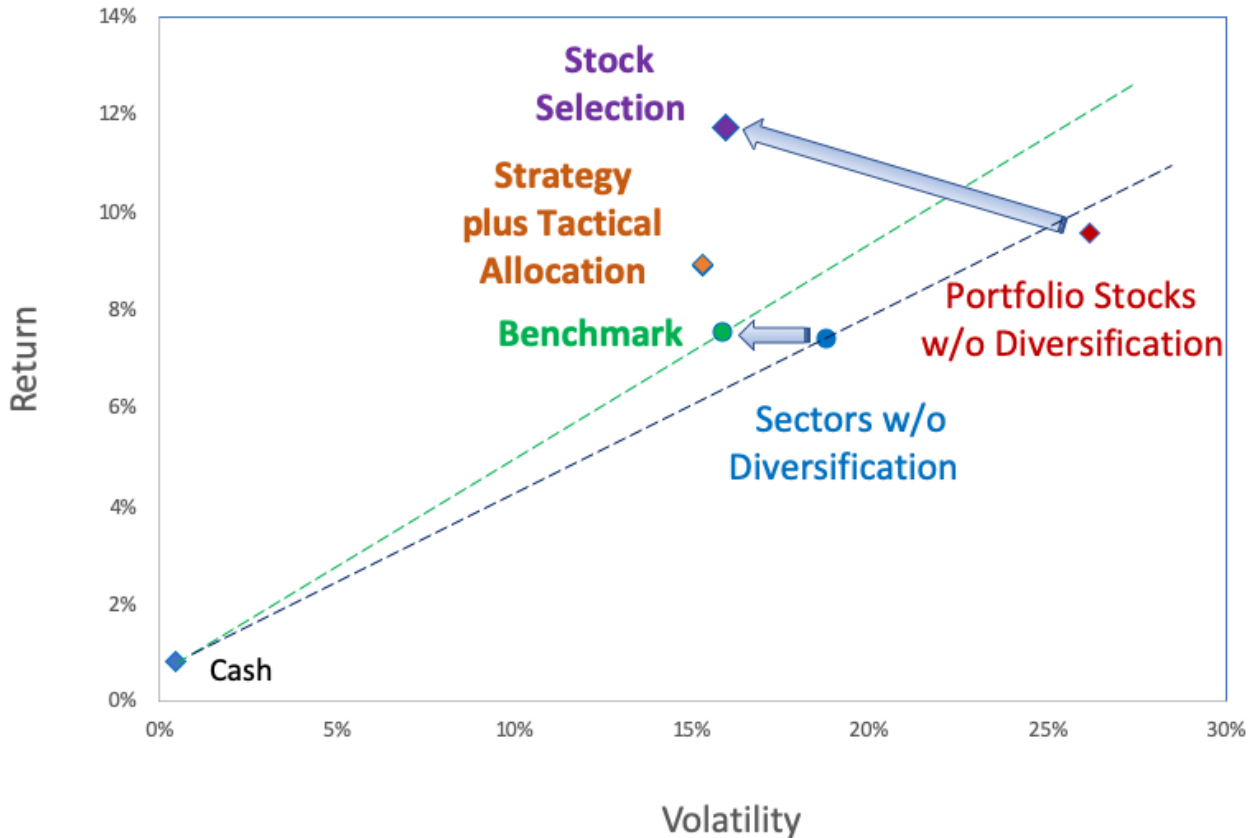 14%
Stock
Selection
12%
Strategy
plus Tactical
Allocation
10%
Portfolio Stocks
w/o Diversification
8%
Benchmark
Return
6%
Sectors w/o
Diversification
4%
2%
Cash
0%
0%
5%
10%
15%
20%
25%
30%
Volatility